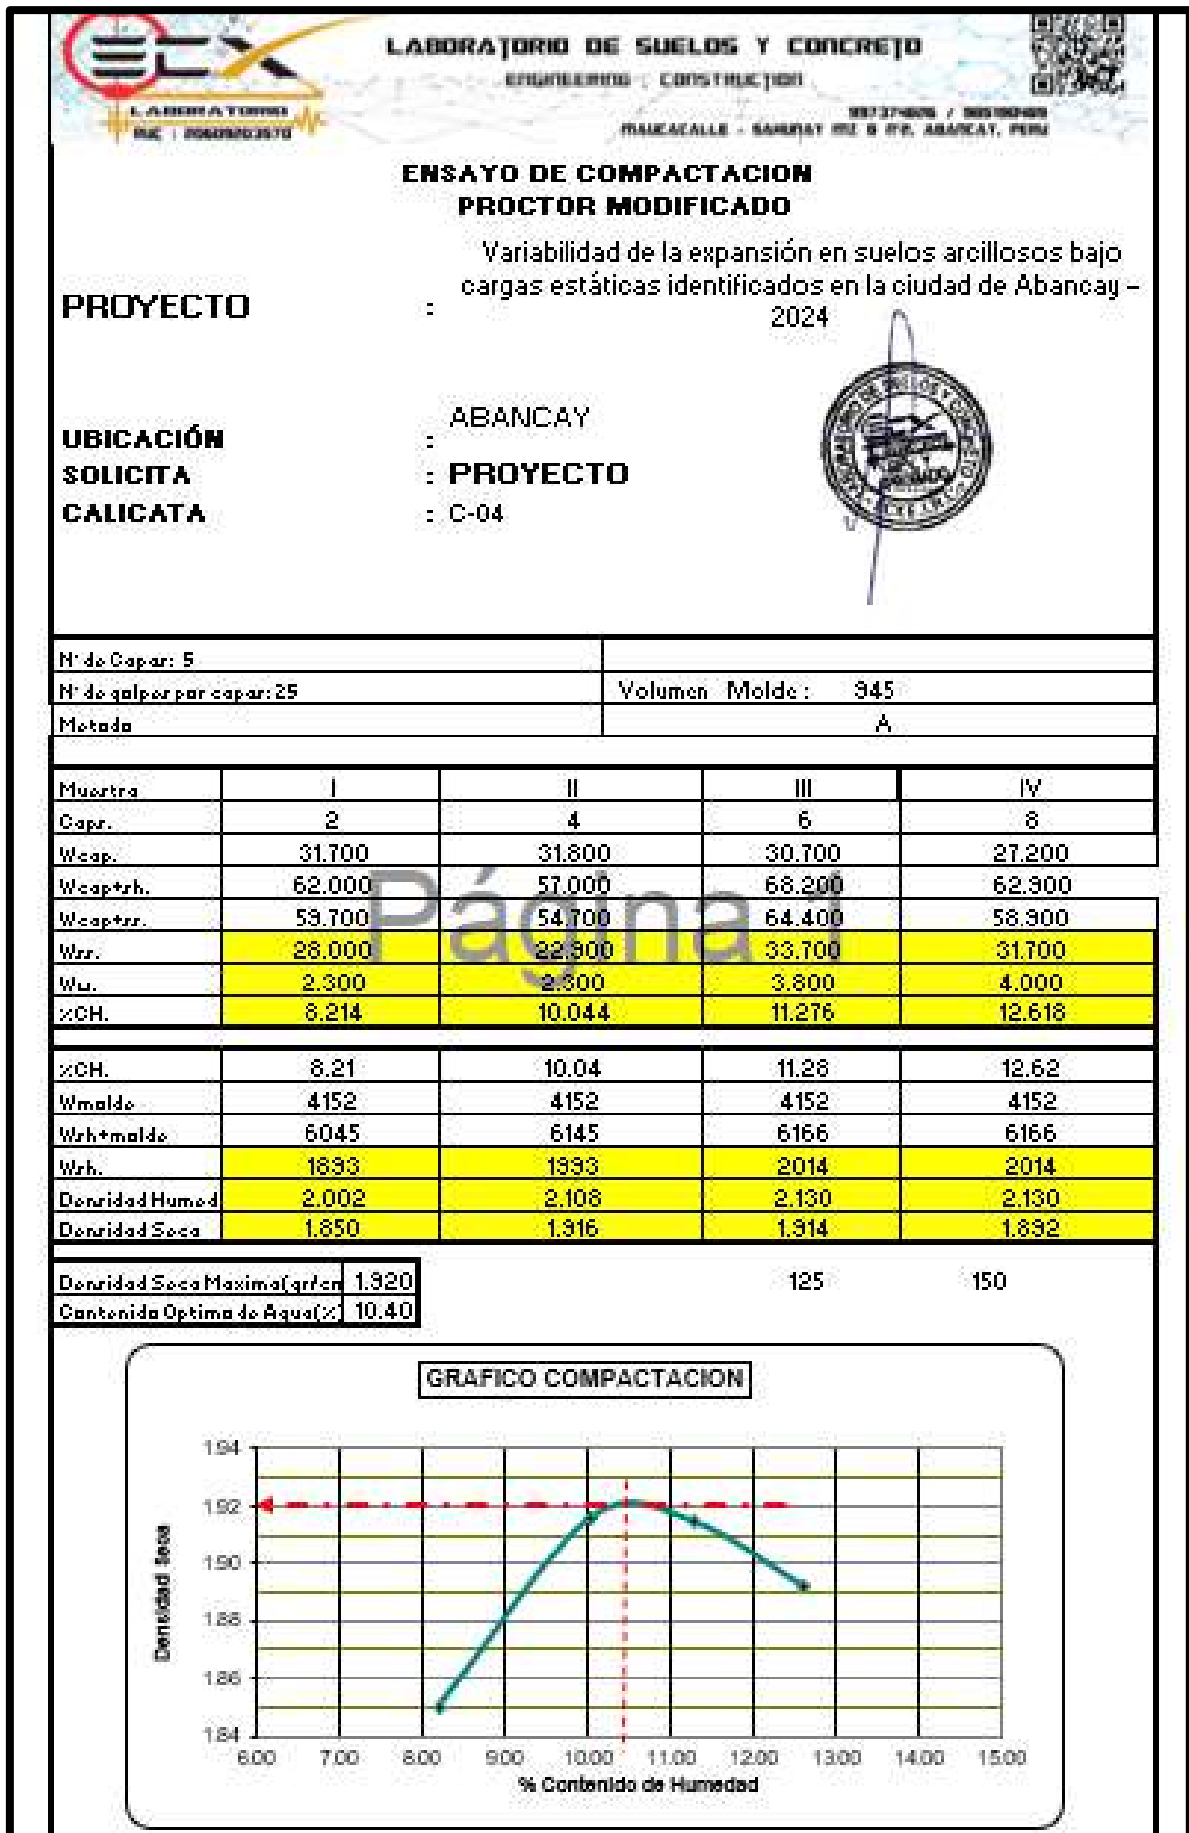 LABORATORIO DE SUELOS Y CONCRETO
ENGINEERING : CONSTRUCTION
LABORATORIO
MAUCACALLE - SAHUNAY MZ B ABANCAY, PERU
ENSAYO DE COMPACTACION
PROCTOR MODIFICADO
PROYECTO : Variabilidad de la expansión en suelos arcillosos bajo
cargas estáticas identificados en la ciudad de Abancay –
2024
UBICACIÓN : ABANCAY
SOLICITA : PROYECTO
CALICATA : C-04
N° de Capas: 5
N° de golpes por capas: 25 Volumen Molde : 945
Metodo A
Muestra I II III IV
Caps. 2 4 6 8
Wcap. 31.700 31.800 30.700 27.200
Wcap+sh. 62.000 57.000 68.200 62.900
Wcap+ss. 59.700 54.700 64.400 58.900
Wss. 28.000 22.900 33.700 31.700
2.300 2.300 3.800 4.000
%CH. 8.214 10.044 11.276 12.618
%CH. 8.21 10.04 11.28 12.62
Wmolde 4152 4152 4152 4152
Wsh+molde 6045 6145 6166 6166
Wsh. 1893 1993 2014 2014
Densidad Humed 2.002 2.108 2.130 2.130
Densidad Seca 1.850 1.916 1.914 1.892
Densidad Seca Maxima(gr/cm 1.920 125 150
Contenido Optimo de Agua(%) 10.40
Página 1
GRAFICO COMPACTACION
Densidad Seca
1.94
1.92
1.90
1.88
1.86
1.84
6.00 7.00 8.00 9.00 10.00 11.00 12.00 13.00 14.00 15.00
% Contenido de Humedad